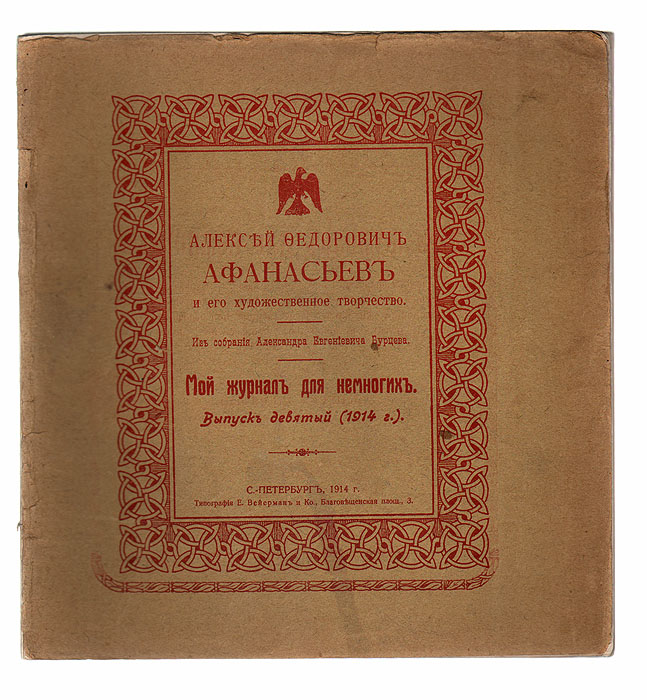 АЛЕКСѢЙ ѲЕДОРОВИЧЪ
АФАНАСЬЕВЪ
И ЕГО ХУДОЖЕСТВЕННОЕ ТВОРЧЕСТВО.
Изъ собранія Александра Евгеніевича Бурцева.
Мой журналъ для немногихъ.
Выпускъ девятый (1914 г.).
С.-ПЕТЕРБУРГЪ, 1914 г.
Типографія Е. Вейерманъ и Ко., Благовѣщенская площ., 3.